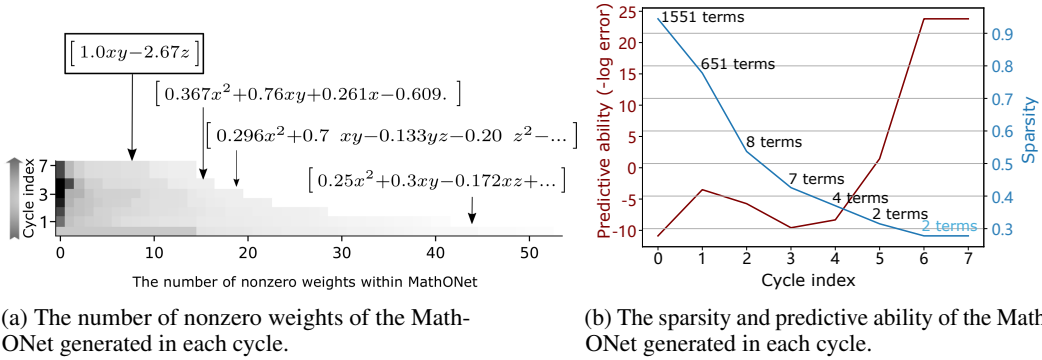 [ 1.0xy−2.67z ]
[ 0.367x²+0.76xy+0.261x−0.609. ]
[ 0.296x²+0.7 xy−0.133yz−0.20 z²−... ]
[ 0.25x²+0.3xy−0.172xz+... ]
Cycle index
7
3
1
0 10 20 30 40 50
The number of nonzero weights within MathONet
(a) The number of nonzero weights of the Math-
ONet generated in each cycle.
Predictive ability (-log error)
25
20
15
10
5
0
−5
−10
1551 terms
651 terms
8 terms
7 terms
4 terms
2 terms
2 terms
0.9
0.8
0.7
0.6
0.5
0.4
0.3
Sparsity
0 1 2 3 4 5 6 7
Cycle index
(b) The sparsity and predictive ability of the Math
ONet generated in each cycle.